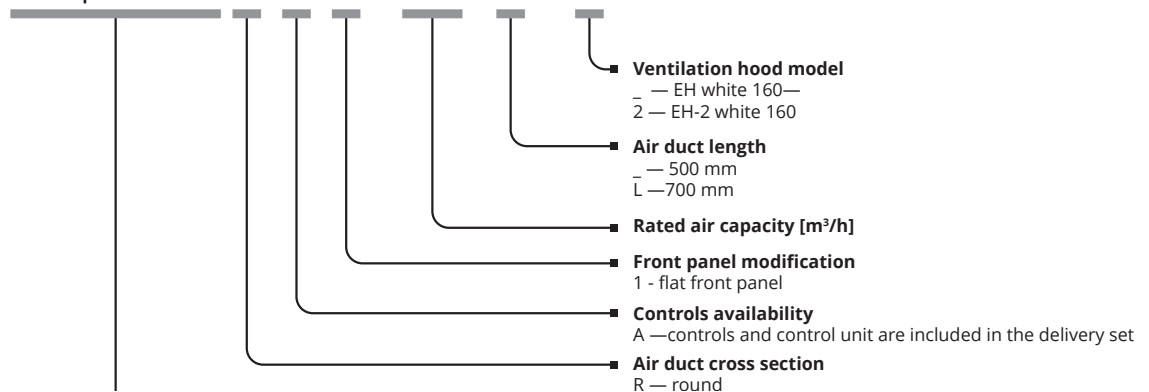 Ventilation hood model
_ — EH white 160—
2 — EH-2 white 160
Air duct length
_ — 500 mm
L —700 mm
Rated air capacity [m³/h]
Front panel modification
1 - flat front panel
Controls availability
A —controls and control unit are included in the delivery set
Air duct cross section
R — round